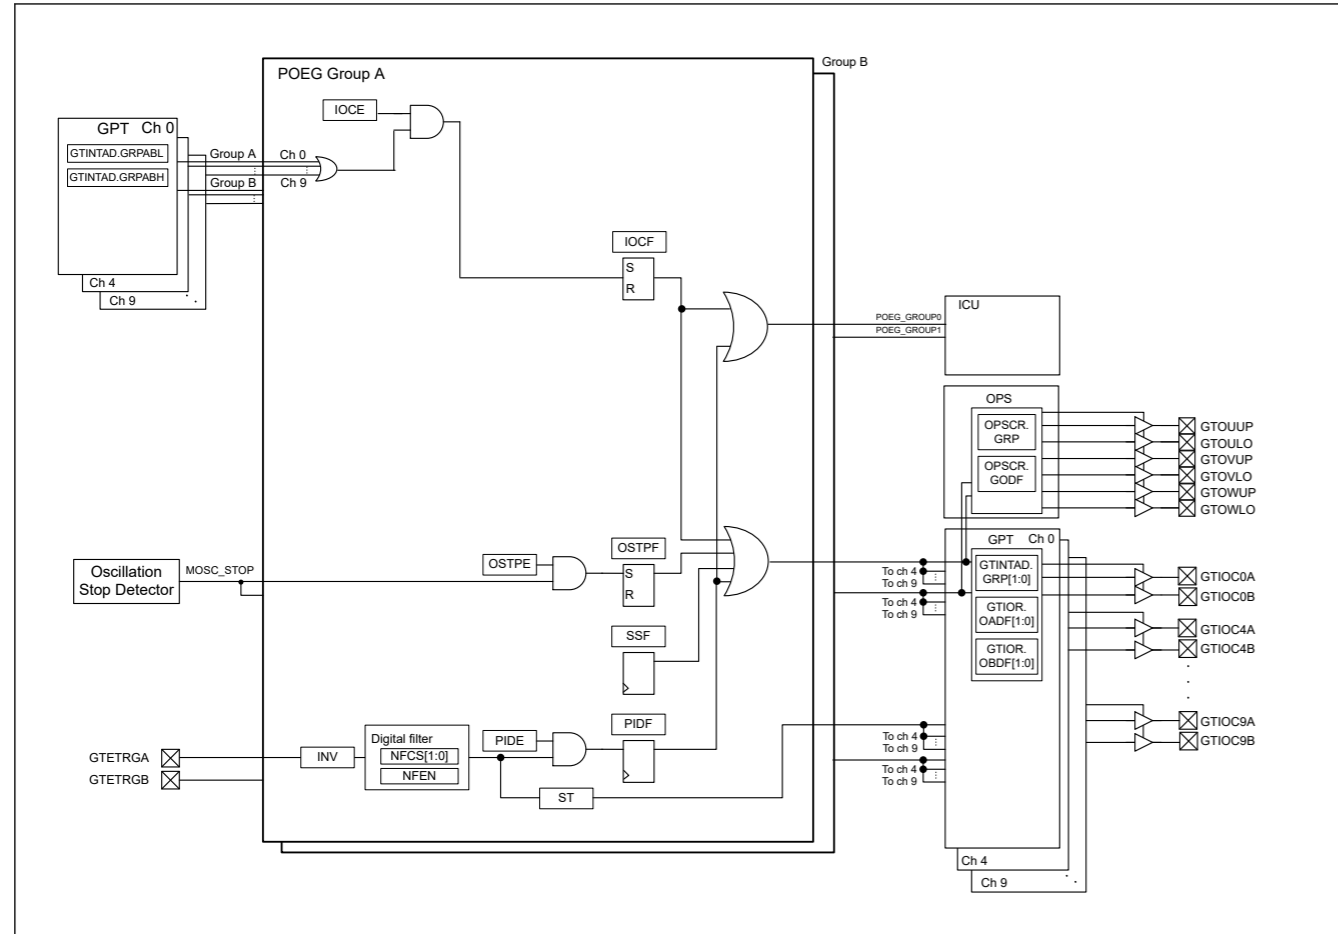 Group B
POEG Group A
IOCE
GPT Ch 0
GTINTAD.GRPABL
GTINTAD.GRPABH
Group A
Ch 0
Group B
Ch 9
Ch 4
Ch 9
IOCF
S
R
ICU
POEG_GROUP0
POEG_GROUP1
OPS
OPSCR.
GRP
OPSCR.
GODF
GTOUUP
GTOULO
GTOVUP
GTOVLO
GTOWUP
GTOWLO
Oscillation
Stop Detector
MOSC_STOP
OSTPE
OSTPF
S
R
GPT Ch 0
To ch 4
To ch 9
To ch 4
To ch 9
GTINTAD.
GRP[1:0]
GTIOR.
OADF[1:0]
GTIOR.
OBDF[1:0]
GTIOC0A
GTIOC0B
GTIOC4A
GTIOC4B
GTIOC9A
GTIOC9B
SSF
PIDF
GTETRGA
GTETRGB
INV
Digital filter
NFCS[1:0]
NFEN
PIDE
ST
To ch 4
To ch 9
To ch 4
To ch 9
Ch 4
Ch 9